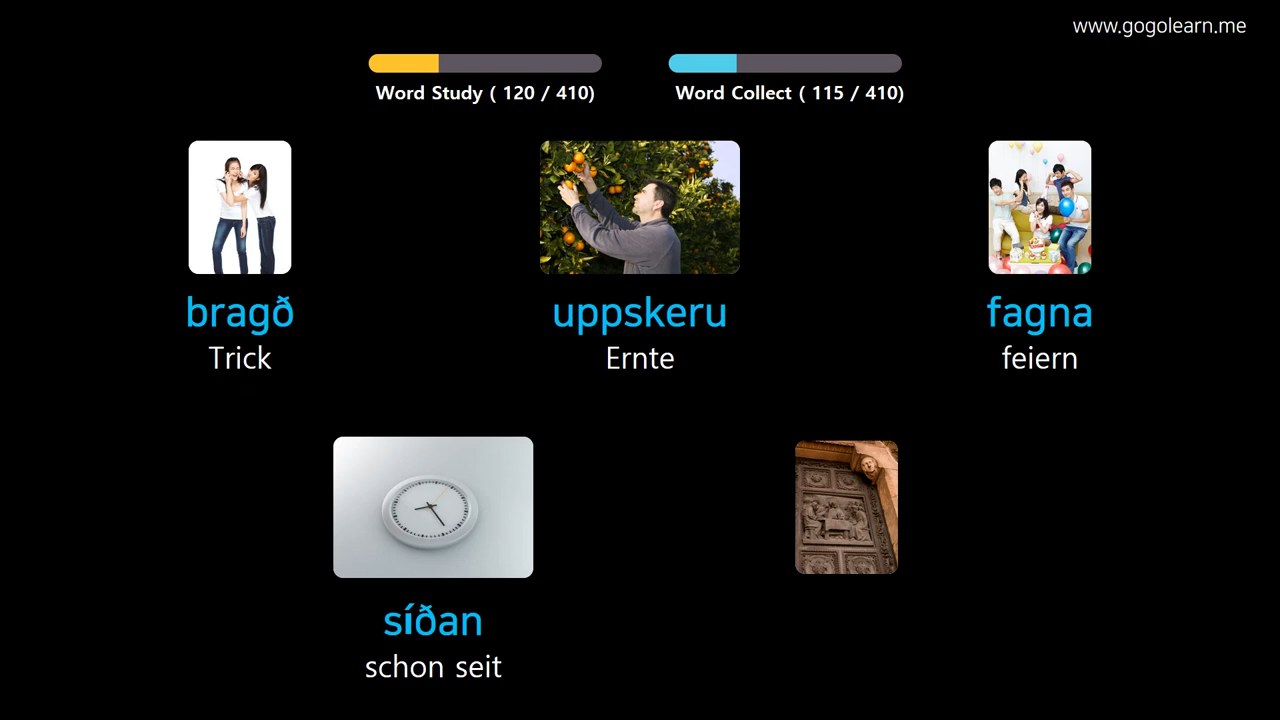 www.gogolearn.me
Word Study ( 120 / 410)
Word Collect ( 115 / 410)
bragð
Trick
uppskeru
Ernte
fagna
feiern
síðan
schon seit